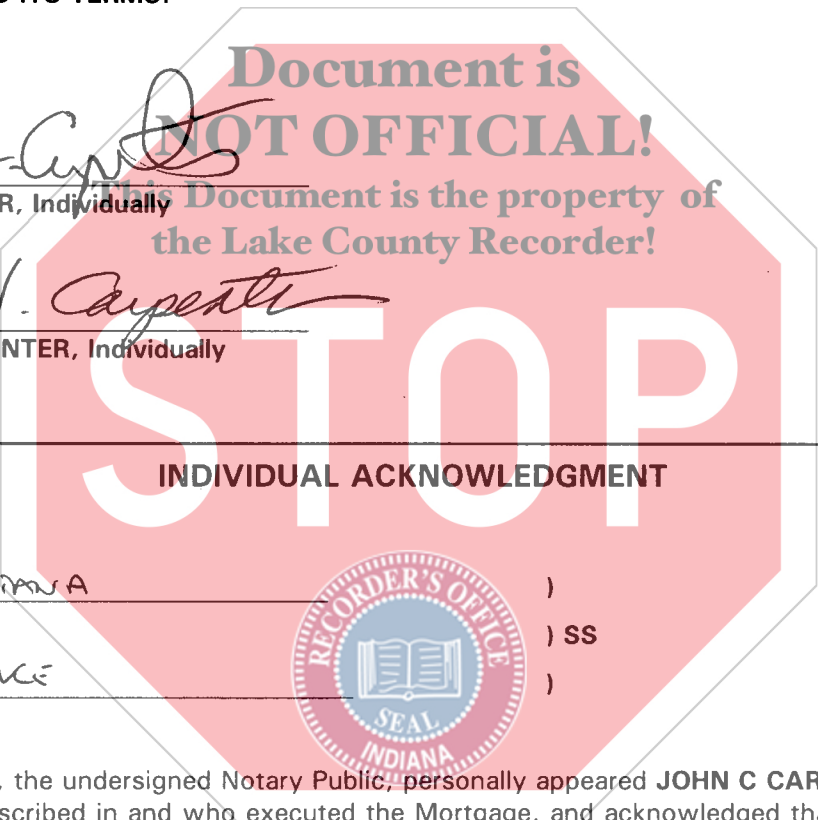 Document is
NOT OFFICIAL!
This Document is the property of
R, Individually
the Lake County Recorder!
V. Carpenter
NTER, Individually
STOP
INDIVIDUAL ACKNOWLEDGMENT
DIANA )
) SS
)
RECORDER'S OFFICE
SEAL
INDIANA
, the undersigned Notary Public, personally appeared JOHN C CAR
scribed in and who executed the Mortgage, and acknowledged tha